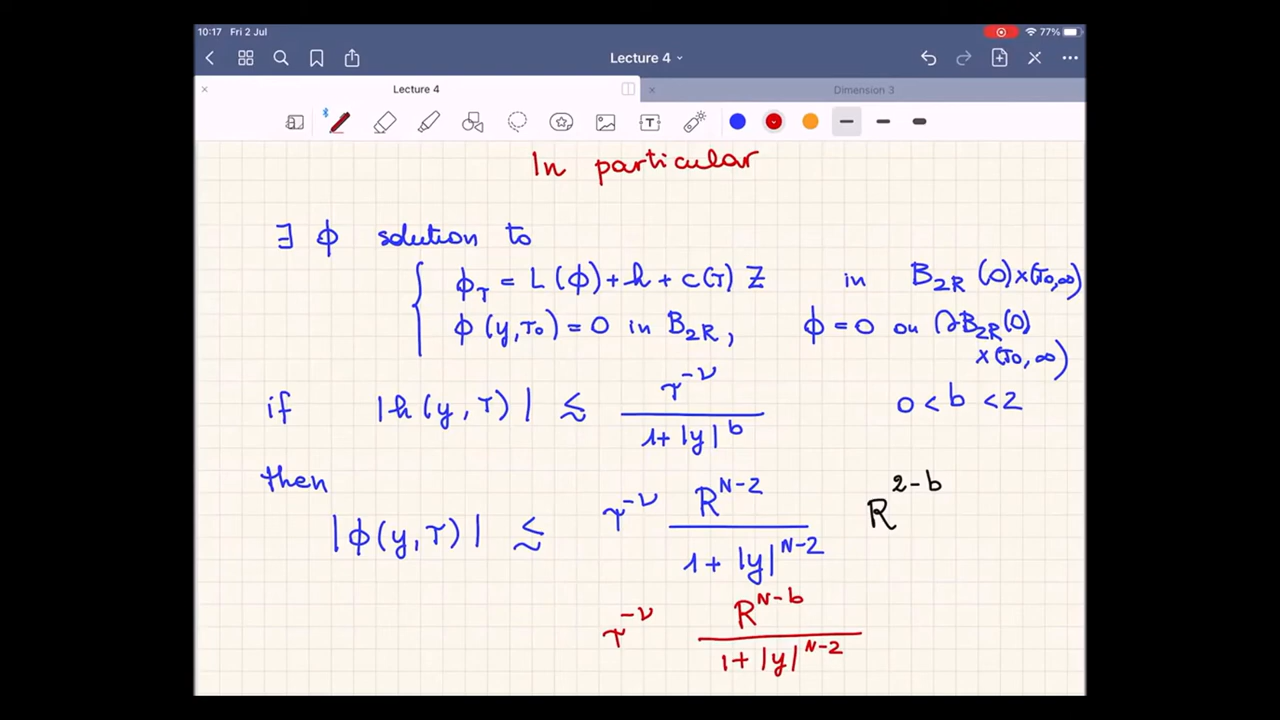 10:17 Fri 2 Jul 77%
Lecture 4
Lecture 4 Dimension 3
In particular
∃ ϕ solution to
ϕ_τ = L(ϕ) + h + c(τ) Z in B_{2R}(0)×(τ₀,∞)
ϕ(y,τ₀) = 0 in B_{2R}, ϕ = 0 on ∂B_{2R}(0)
×(τ₀,∞)
if |h(y,τ)| ≲ τ^{-ν} / (1+|y|^b) 0 < b < 2
then
|ϕ(y,τ)| ≲ τ^{-ν} R^{N-2} / (1+|y|^{N-2}) R^{2-b}
τ^{-ν} R^{N-b} / (1+|y|^{N-2})